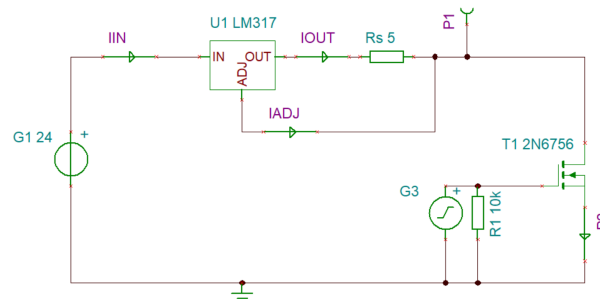 P1
U1 LM317
IIN
IOUT
Rs 5
IN
OUT
ADJ
IADJ
G1 24
+
T1 2N6756
G3
+
R1 10k